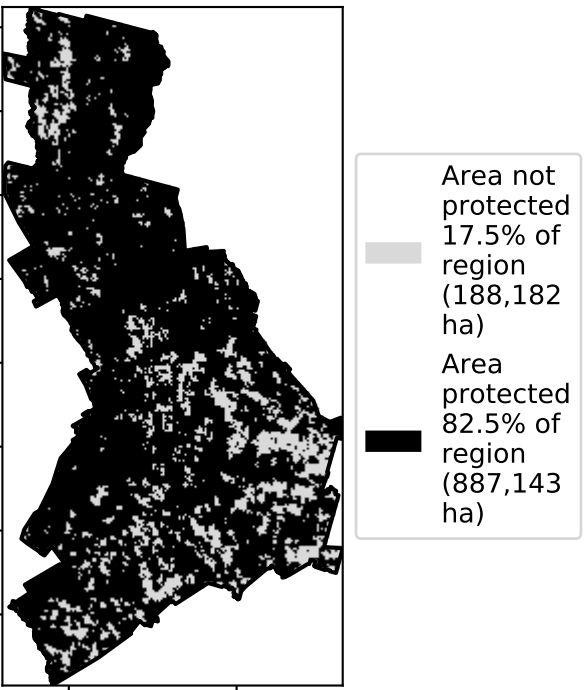 Area not
protected
17.5% of
region
(188,182
ha)
Area
protected
82.5% of
region
(887,143
ha)